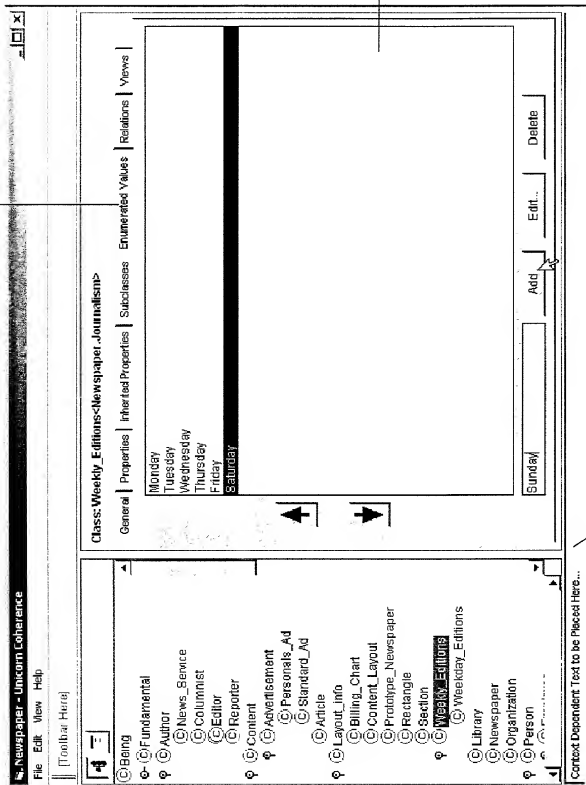 Newspaper - Unicorn Coherence
File Edit View Help
[Toolbar Here]
Being
Fundamental
Author
News_Service
Columnist
Editor
Reporter
Content
Advertisement
Personals_Ad
Standard_Ad
Article
Layout_info
Billing_Chart
Content_Layout
Prototype_Newspaper
Rectangle
Section
Weekly_Editions
Weekday_Editions
Library
Newspaper
Organization
Person
Class: Weekly_Editions<Newspaper.Journalism>
General Properties Inherited Properties Subclasses Enumerated Values Relations Views
Monday
Tuesday
Wednesday
Thursday
Friday
Saturday
Sunday Add Edit... Delete
Context Dependent Text to be Placed Here...